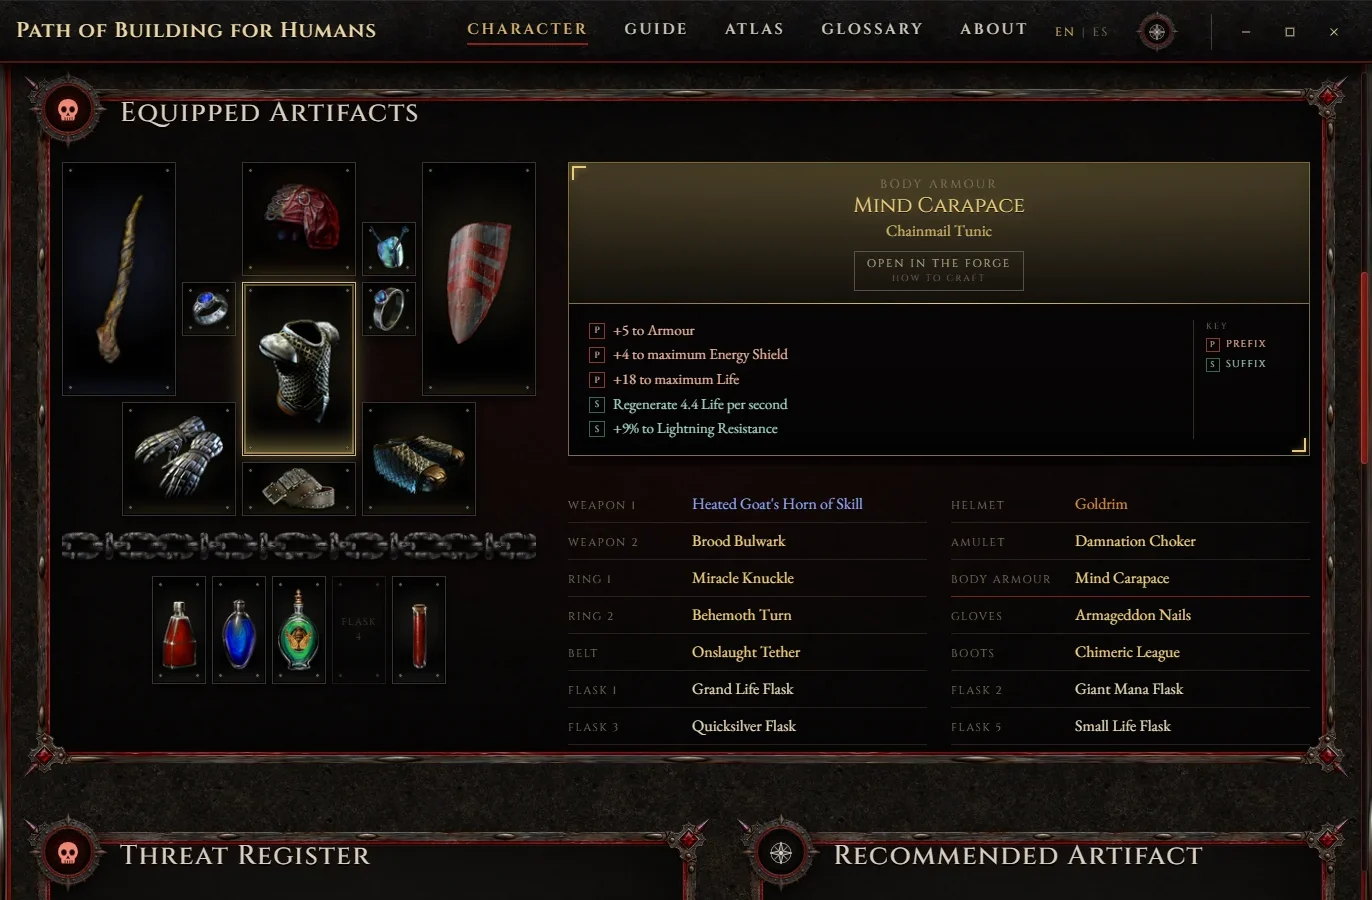 PATH OF BUILDING FOR HUMANS
CHARACTER GUIDE ATLAS GLOSSARY ABOUT EN | ES
EQUIPPED ARTIFACTS
FLASK 4
BODY ARMOUR
MIND CARAPACE
Chainmail Tunic
OPEN IN THE FORGE
HOW TO CRAFT
P +5 to Armour
P +4 to maximum Energy Shield
P +18 to maximum Life
S Regenerate 4.4 Life per second
S +9% to Lightning Resistance
KEY
P PREFIX
S SUFFIX
WEAPON 1 Heated Goat's Horn of Skill
HELMET Goldrim
WEAPON 2 Brood Bulwark
AMULET Damnation Choker
RING 1 Miracle Knuckle
BODY ARMOUR Mind Carapace
RING 2 Behemoth Turn
GLOVES Armageddon Nails
BELT Onslaught Tether
BOOTS Chimeric League
FLASK 1 Grand Life Flask
FLASK 2 Giant Mana Flask
FLASK 3 Quicksilver Flask
FLASK 5 Small Life Flask
THREAT REGISTER
RECOMMENDED ARTIFACT